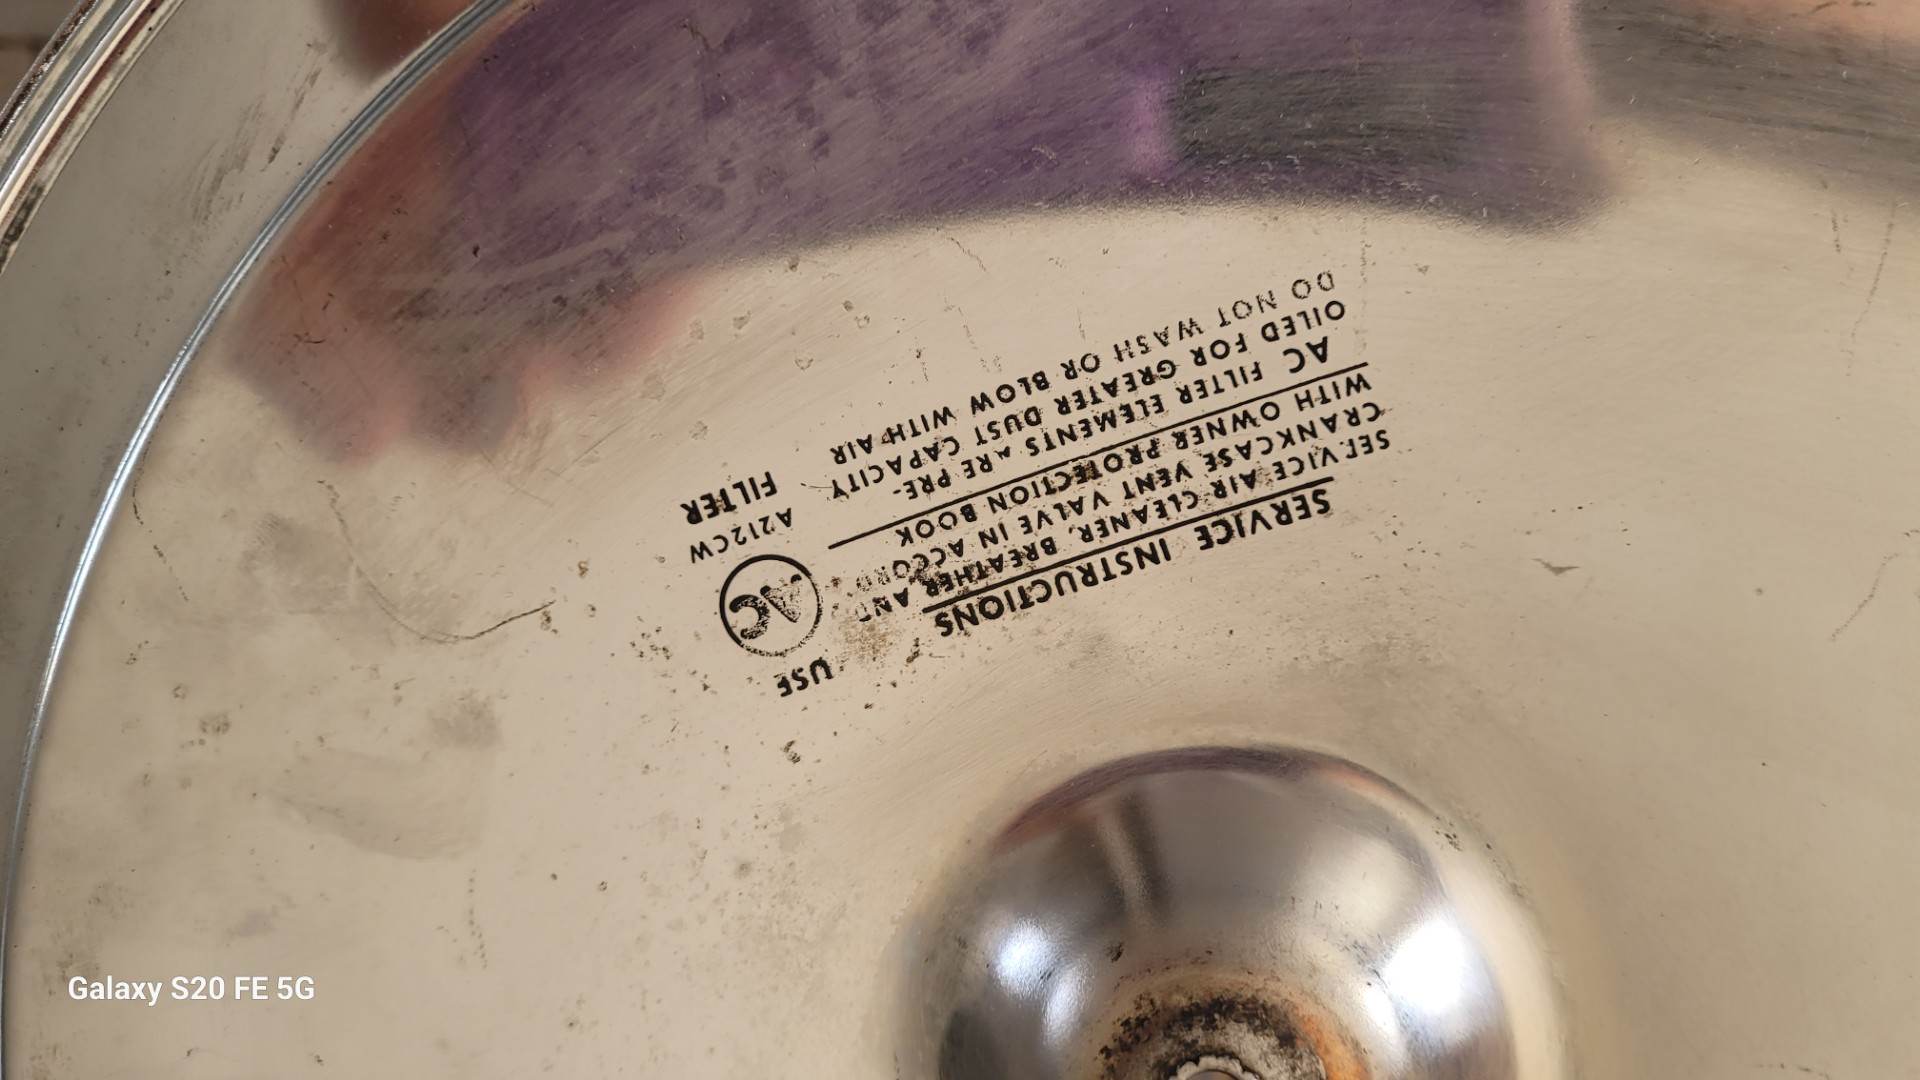 SERVICE INSTRUCTIONS
SERVICE AIR CLEANER, BREATHER AND
CRANKCASE VENT VALVE IN ACCORD
WITH OWNER PROTECTION BOOK
AC FILTER ELEMENTS ARE PRE-
OILED FOR GREATER DUST CAPACITY
DO NOT WASH OR BLOW WITH AIR
USE
AC
A212CW
FILTER
Galaxy S20 FE 5G